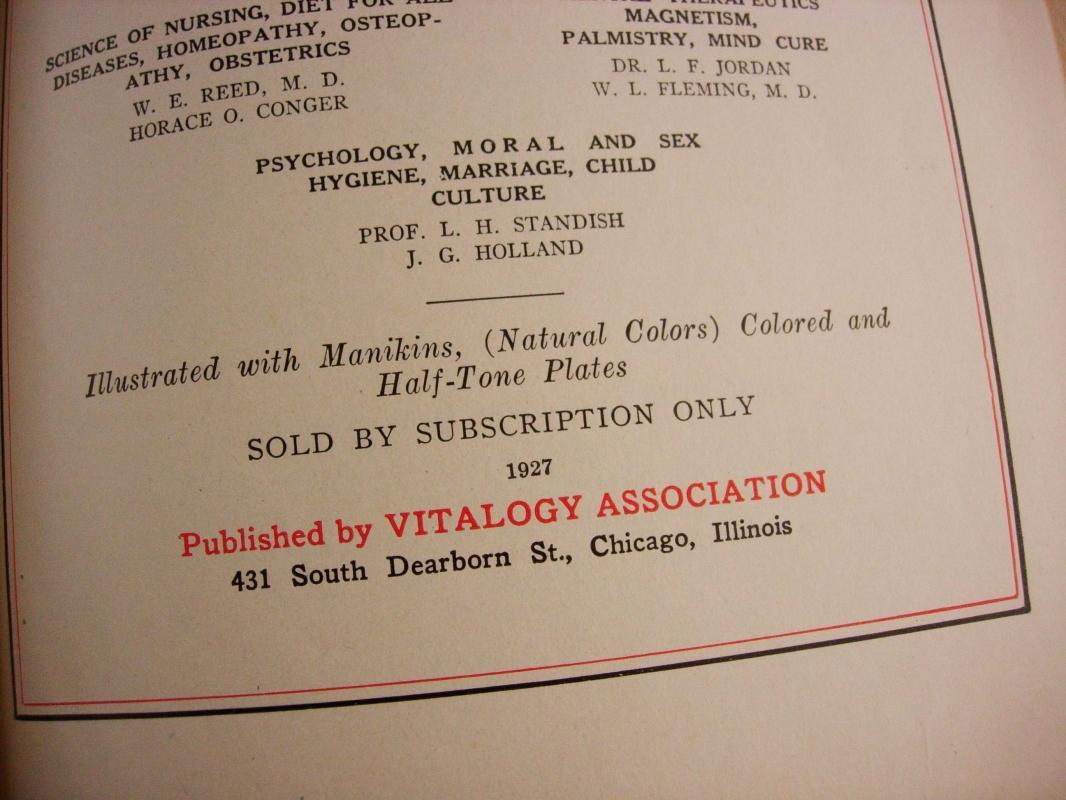 SCIENCE OF NURSING, DIET FOR ALL
DISEASES, HOMEOPATHY, OSTEOP-
ATHY, OBSTETRICS
W. E. REED, M. D.
HORACE O. CONGER
THERAPEUTICS
MAGNETISM,
PALMISTRY, MIND CURE
DR. L. F. JORDAN
W. L. FLEMING, M. D.
PSYCHOLOGY, MORAL AND SEX
HYGIENE, MARRIAGE, CHILD
CULTURE
PROF. L. H. STANDISH
J. G. HOLLAND
Illustrated with Manikins, (Natural Colors) Colored and
Half-Tone Plates
SOLD BY SUBSCRIPTION ONLY
1927
Published by VITALOGY ASSOCIATION
431 South Dearborn St., Chicago, Illinois